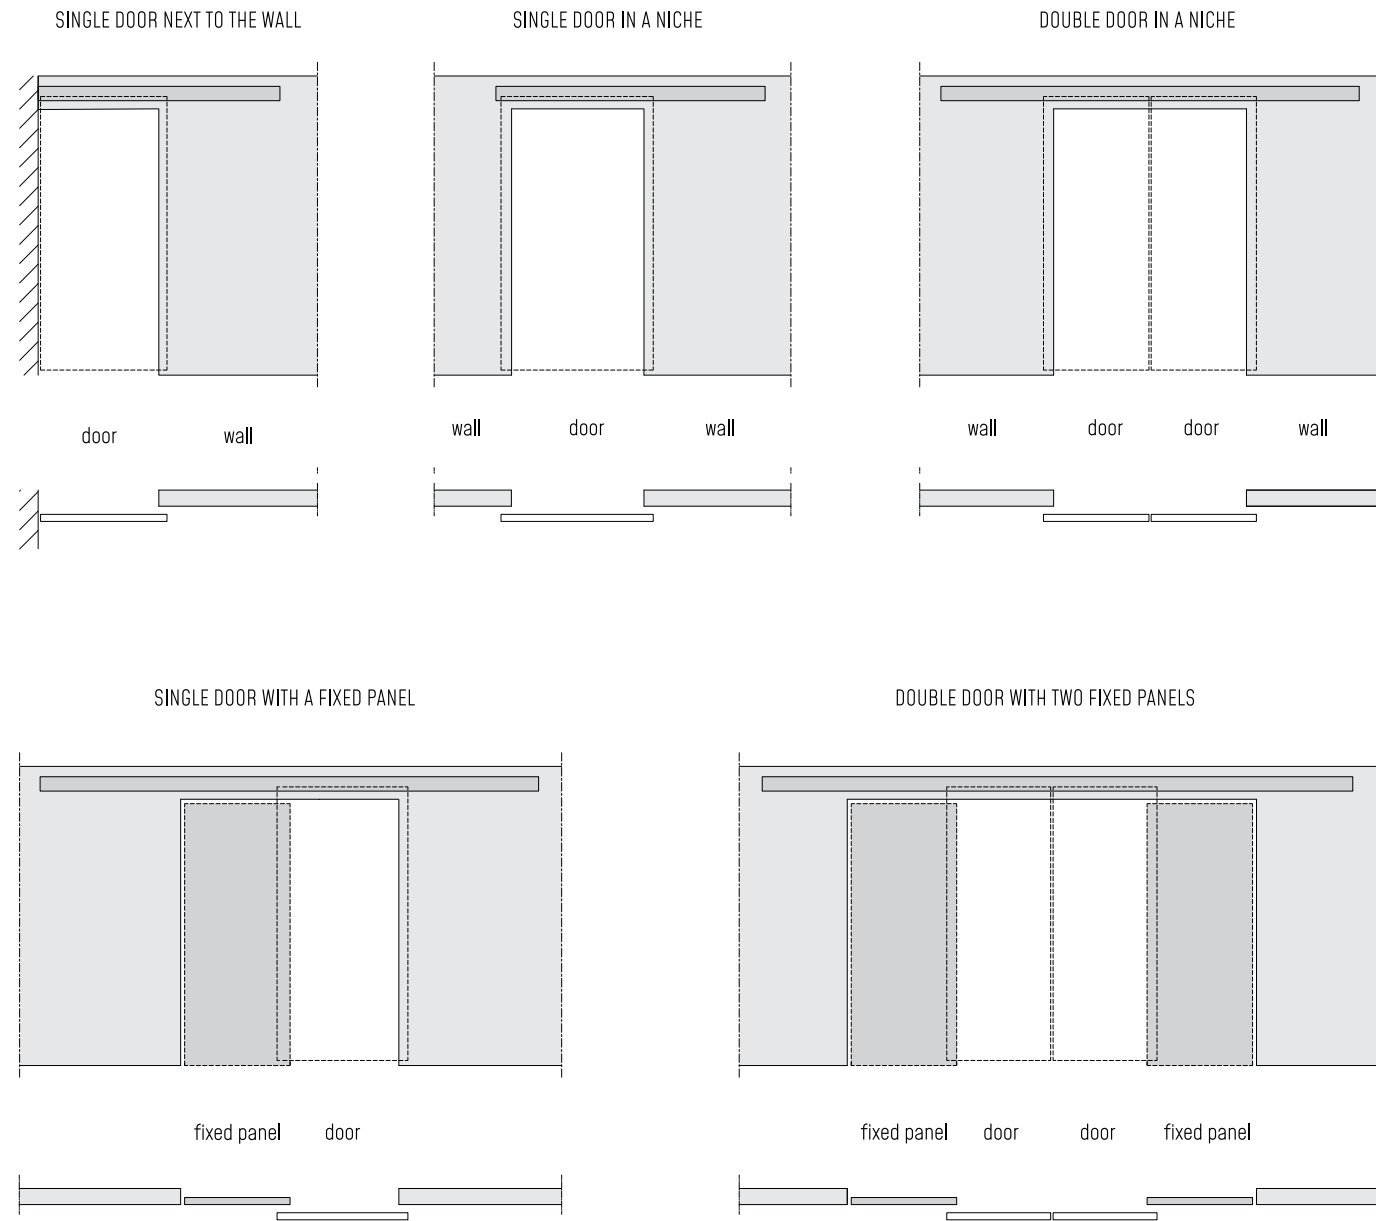 SINGLE DOOR NEXT TO THE WALL
SINGLE DOOR IN A NICHE
DOUBLE DOOR IN A NICHE
door wall
wall door wall
wall door door wall
SINGLE DOOR WITH A FIXED PANEL
DOUBLE DOOR WITH TWO FIXED PANELS
fixed panel door
fixed panel door door fixed panel